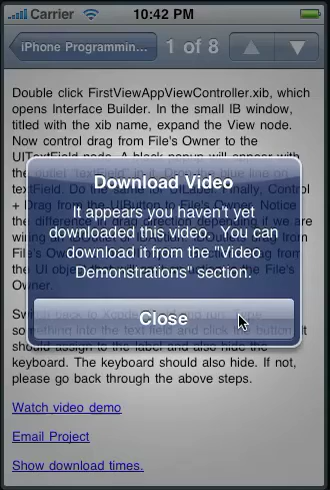 Carrier 10:42 PM
iPhone Programmin... 1 of 8
Double click FirstViewAppViewController.xib, which
opens Interface Builder. In the small IB window,
titled with the xib name, expand the View node.
Now control drag from File's Owner to the
UITextField node. A black popup will appear with
Download Video
It appears you haven't yet
downloaded this video. You can
download it from the "Video
Demonstrations" section.
Close
Owner.
Switch back to Xcode
something into the text field and click the button. It
should assign to the label and also hide the
keyboard. The keyboard should also hide. If not,
please go back through the above steps.
Watch video demo
Email Project
Show download times.